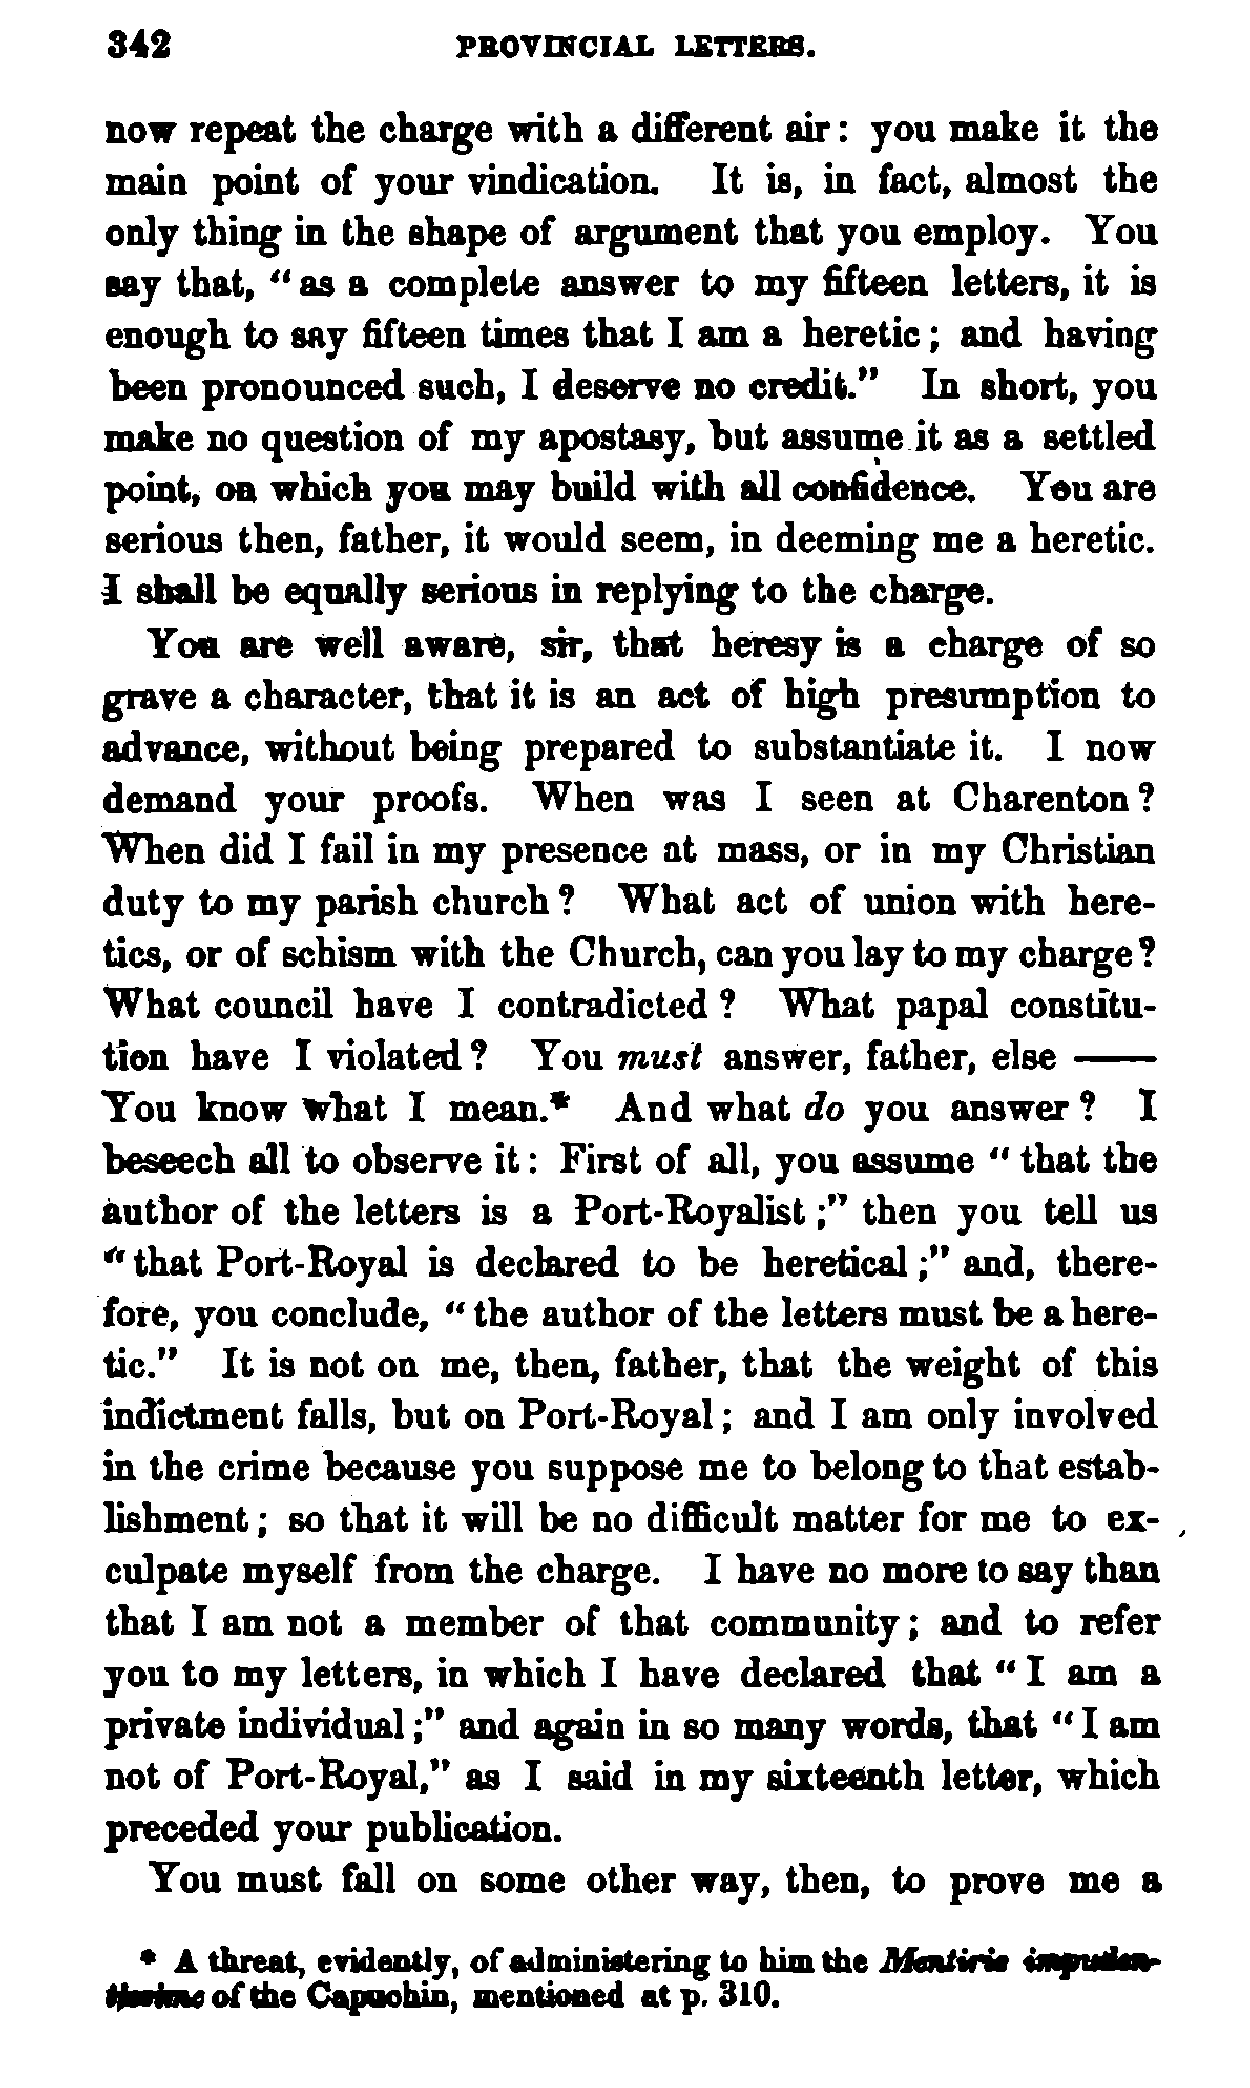 342 PROVINCIAL LETTERS.
now repeat the charge with a different air: you make it the
main point of your vindication. It is, in fact, almost the
only thing in the shape of argument that you employ. You
say that, "as a complete answer to my fifteen letters, it is
enough to say fifteen times that I am a heretic; and having
been pronounced such, I deserve no credit." In short, you
make no question of my apostasy, but assume it as a settled
point, on which you may build with all confidence. You are
serious then, father, it would seem, in deeming me a heretic.
I shall be equally serious in replying to the charge.
You are well aware, sir, that heresy is a charge of so
grave a character, that it is an act of high presumption to
advance, without being prepared to substantiate it. I now
demand your proofs. When was I seen at Charenton?
When did I fail in my presence at mass, or in my Christian
duty to my parish church? What act of union with here-
tics, or of schism with the Church, can you lay to my charge?
What council have I contradicted? What papal constitu-
tion have I violated? You must answer, father, else ——
You know what I mean.* And what do you answer? I
beseech all to observe it: First of all, you assume "that the
author of the letters is a Port-Royalist;" then you tell us
"that Port-Royal is declared to be heretical;" and, there-
fore, you conclude, "the author of the letters must be a here-
tic." It is not on me, then, father, that the weight of this
indictment falls, but on Port-Royal; and I am only involved
in the crime because you suppose me to belong to that estab-
lishment; so that it will be no difficult matter for me to ex-
culpate myself from the charge. I have no more to say than
that I am not a member of that community; and to refer
you to my letters, in which I have declared that "I am a
private individual;" and again in so many words, that "I am
not of Port-Royal," as I said in my sixteenth letter, which
preceded your publication.
You must fall on some other way, then, to prove me a
* A threat, evidently, of administering to him the Mentiris impuden-
tissime of the Capuchin, mentioned at p. 310.